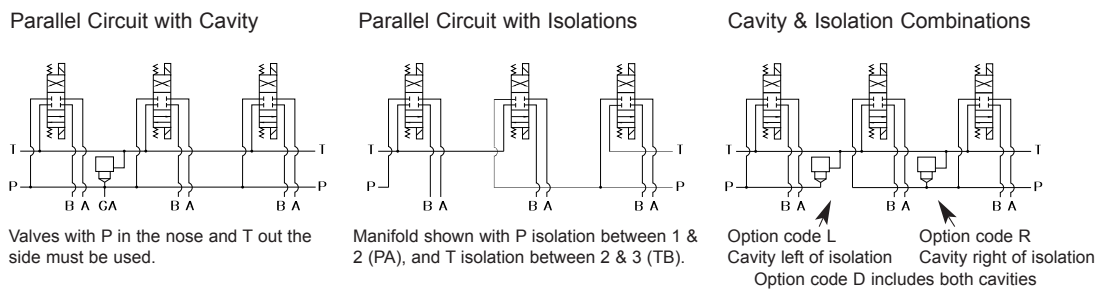 Parallel Circuit with Cavity
Parallel Circuit with Isolations
Cavity & Isolation Combinations
T
T
T
T
T
T
P
P
P
P
P
P
B A GA
B A
B A
B A
B A
B A
B A
B A
B A
Valves with P in the nose and T out the
side must be used.
Manifold shown with P isolation between 1 &
2 (PA), and T isolation between 2 & 3 (TB).
Option code L
Cavity left of isolation
Option code R
Cavity right of isolation
Option code D includes both cavities